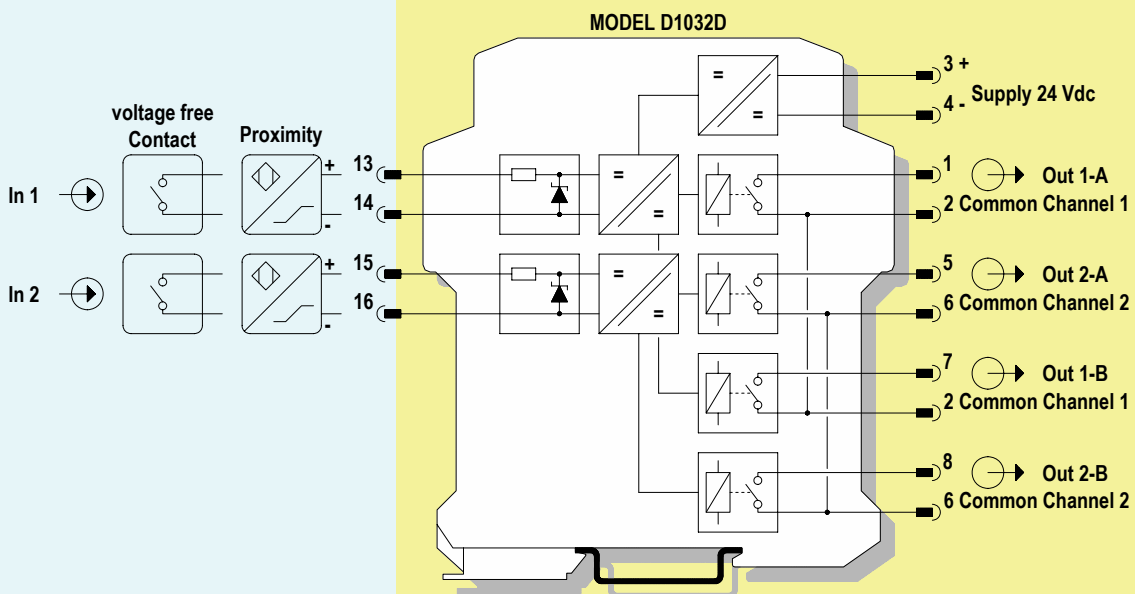 MODEL D1032D
3 +
4 -
Supply 24 Vdc
voltage free
Contact
Proximity
In 1
+
13
14
-
1
Out 1-A
2 Common Channel 1
In 2
+
15
16
-
5
Out 2-A
6 Common Channel 2
7
Out 1-B
2 Common Channel 1
8
Out 2-B
6 Common Channel 2
=
=
=
=
=
=